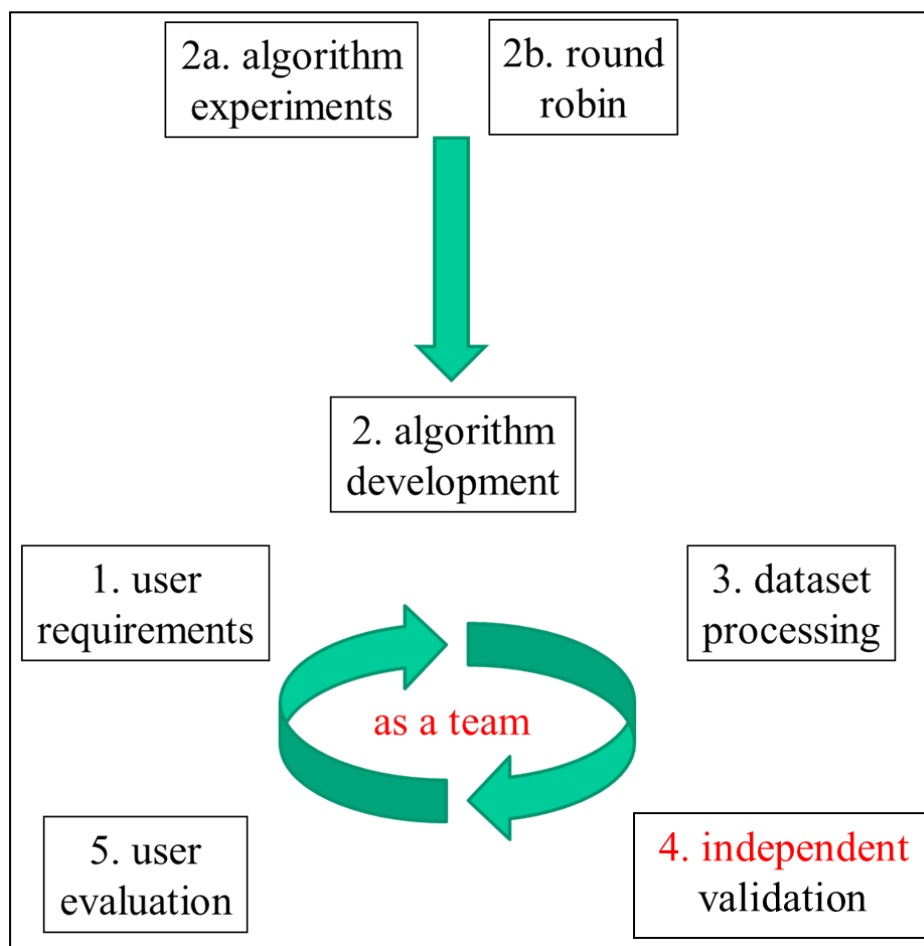 2a. algorithm
experiments
2b. round
robin
2. algorithm
development
1. user
requirements
3. dataset
processing
as a team
5. user
evaluation
4. independent
validation